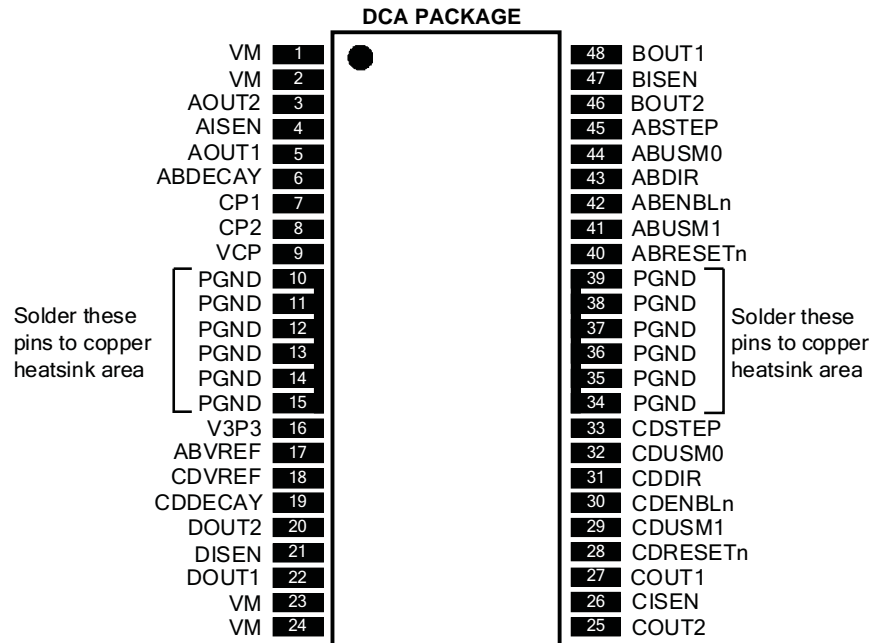 DCA PACKAGE
VM 1
VM 2
AOUT2 3
AISEN 4
AOUT1 5
ABDECAY 6
CP1 7
CP2 8
VCP 9
PGND 10
PGND 11
PGND 12
PGND 13
PGND 14
PGND 15
Solder these
pins to copper
heatsink area
V3P3 16
ABVREF 17
CDVREF 18
CDDECAY 19
DOUT2 20
DISEN 21
DOUT1 22
VM 23
VM 24
48 BOUT1
47 BISEN
46 BOUT2
45 ABSTEP
44 ABUSM0
43 ABDIR
42 ABENBLn
41 ABUSM1
40 ABRESETn
39 PGND
38 PGND
37 PGND
36 PGND
35 PGND
34 PGND
Solder these
pins to copper
heatsink area
33 CDSTEP
32 CDUSM0
31 CDDIR
30 CDENBLn
29 CDUSM1
28 CDRESETn
27 COUT1
26 CISEN
25 COUT2